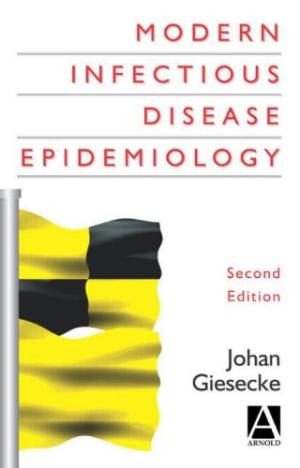 MODERN
INFECTIOUS
DISEASE
EPIDEMIOLOGY
Second
Edition
Johan
Giesecke
A
ARNOLD